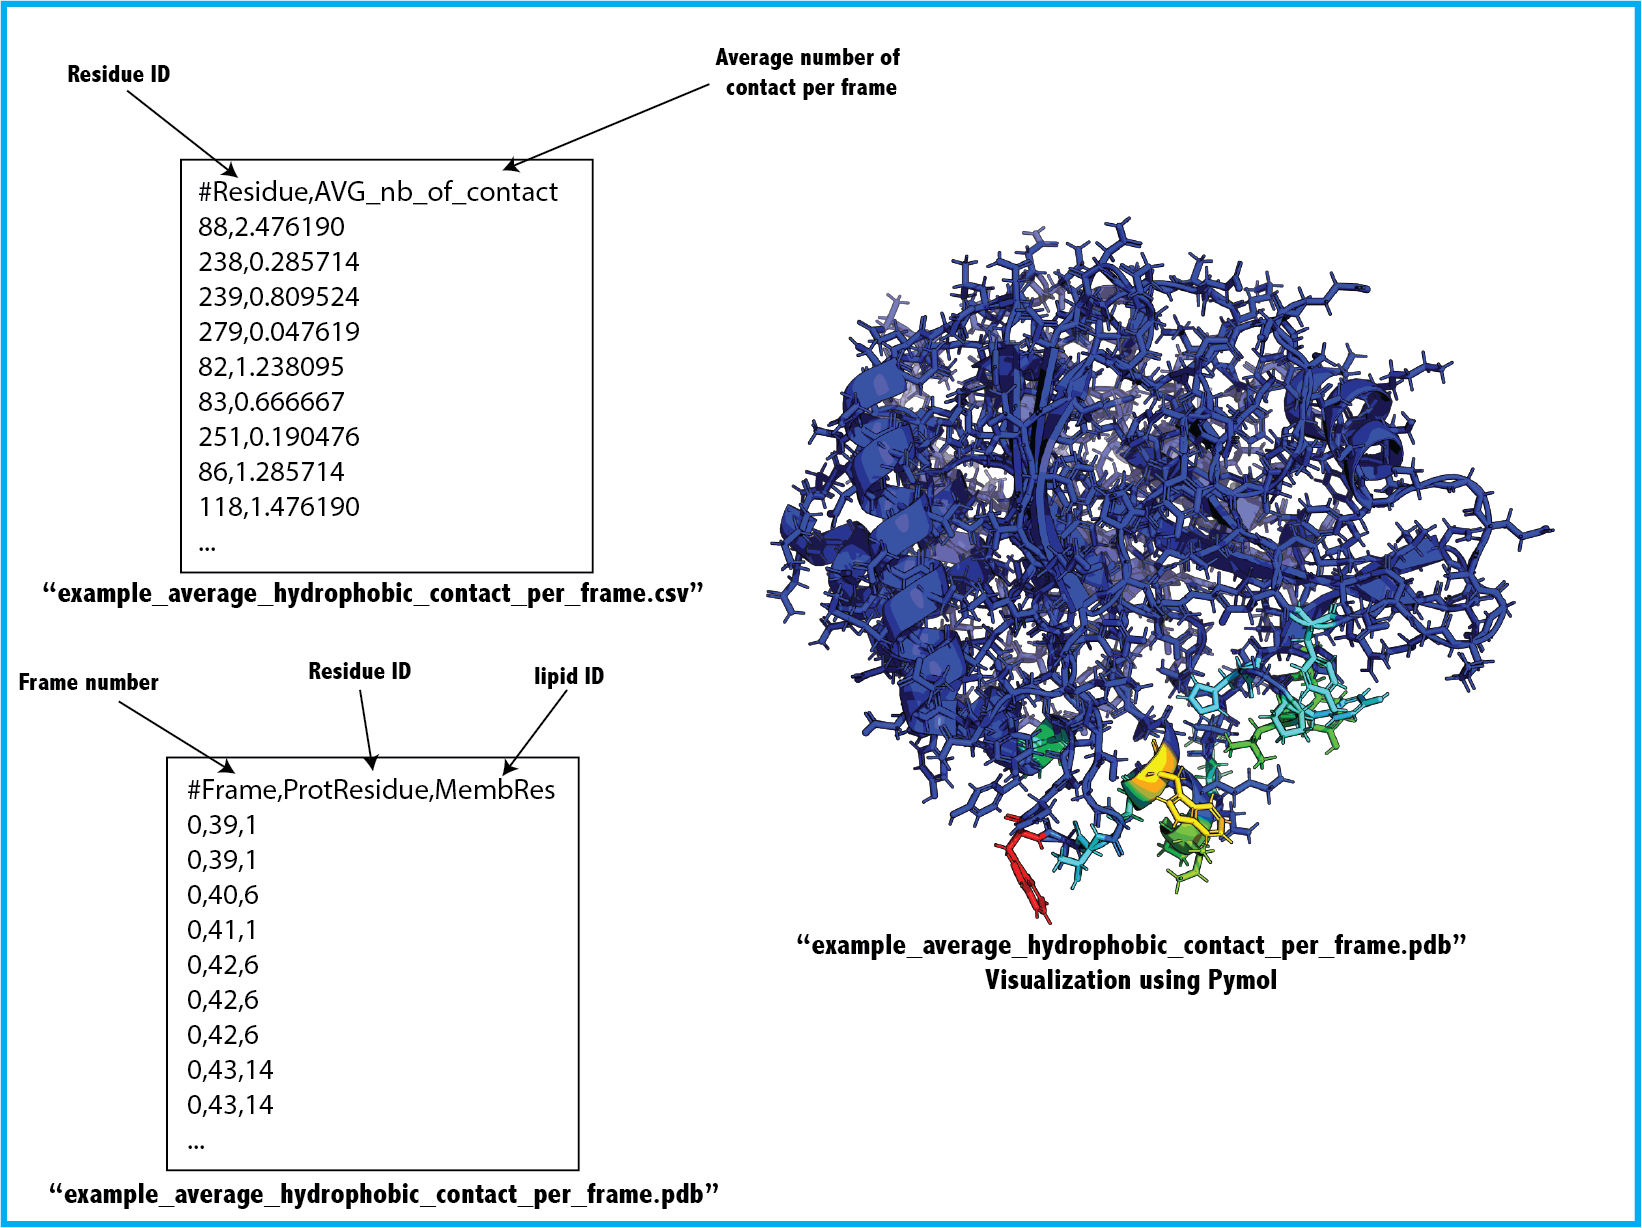 Residue ID
Average number of
contact per frame
#Residue,AVG_nb_of_contact
88,2.476190
238,0.285714
239,0.809524
279,0.047619
82,1.238095
83,0.666667
251,0.190476
86,1.285714
118,1.476190
...
“example_average_hydrophobic_contact_per_frame.csv”
Frame number
Residue ID
lipid ID
#Frame,ProtResidue,MembRes
0,39,1
0,39,1
0,40,6
0,41,1
0,42,6
0,42,6
0,42,6
0,43,14
0,43,14
...
“example_average_hydrophobic_contact_per_frame.pdb”
“example_average_hydrophobic_contact_per_frame.pdb”
Visualization using Pymol